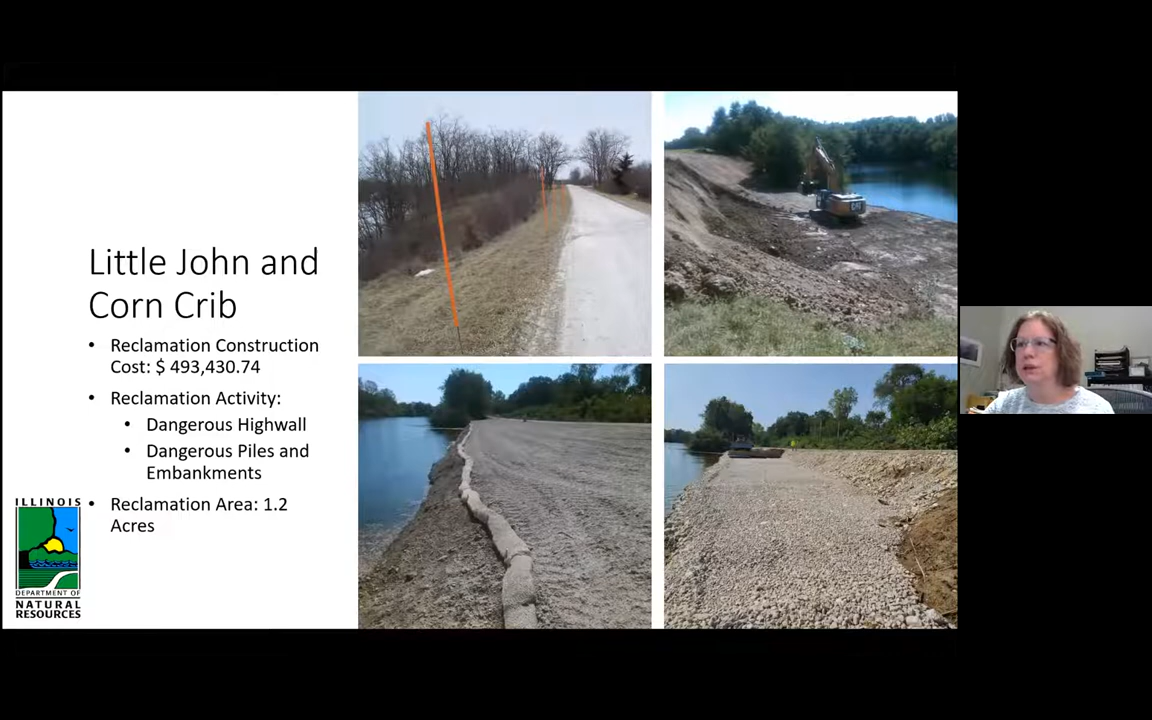 Little John and
Corn Crib
• Reclamation Construction
Cost: $ 493,430.74
• Reclamation Activity:
• Dangerous Highwall
• Dangerous Piles and
Embankments
• Reclamation Area: 1.2
Acres
ILLINOIS
DEPARTMENT OF
NATURAL
RESOURCES